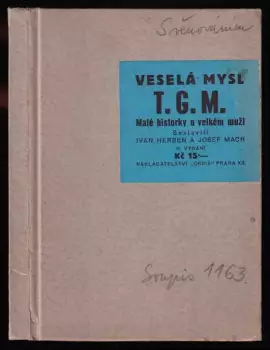 S věnováním
VESELÁ MYSL
T. G. M.
Malé historky o velkém muži
Sestavili
IVAN HERBEN A JOSEF MACH
II. VYDÁNÍ
Kč 15·—
NAKLADATELSTVÍ „ORBIS“ PRAHA XII
Soupis 1163.